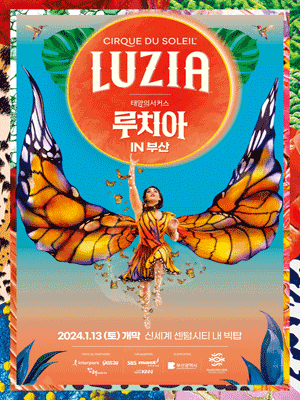 CIRQUE DU SOLEIL
LUZIA
태양의서커스
루치아
IN 부산
2024.1.13 (토) 개막 신세계 센텀시티 내 빅탑